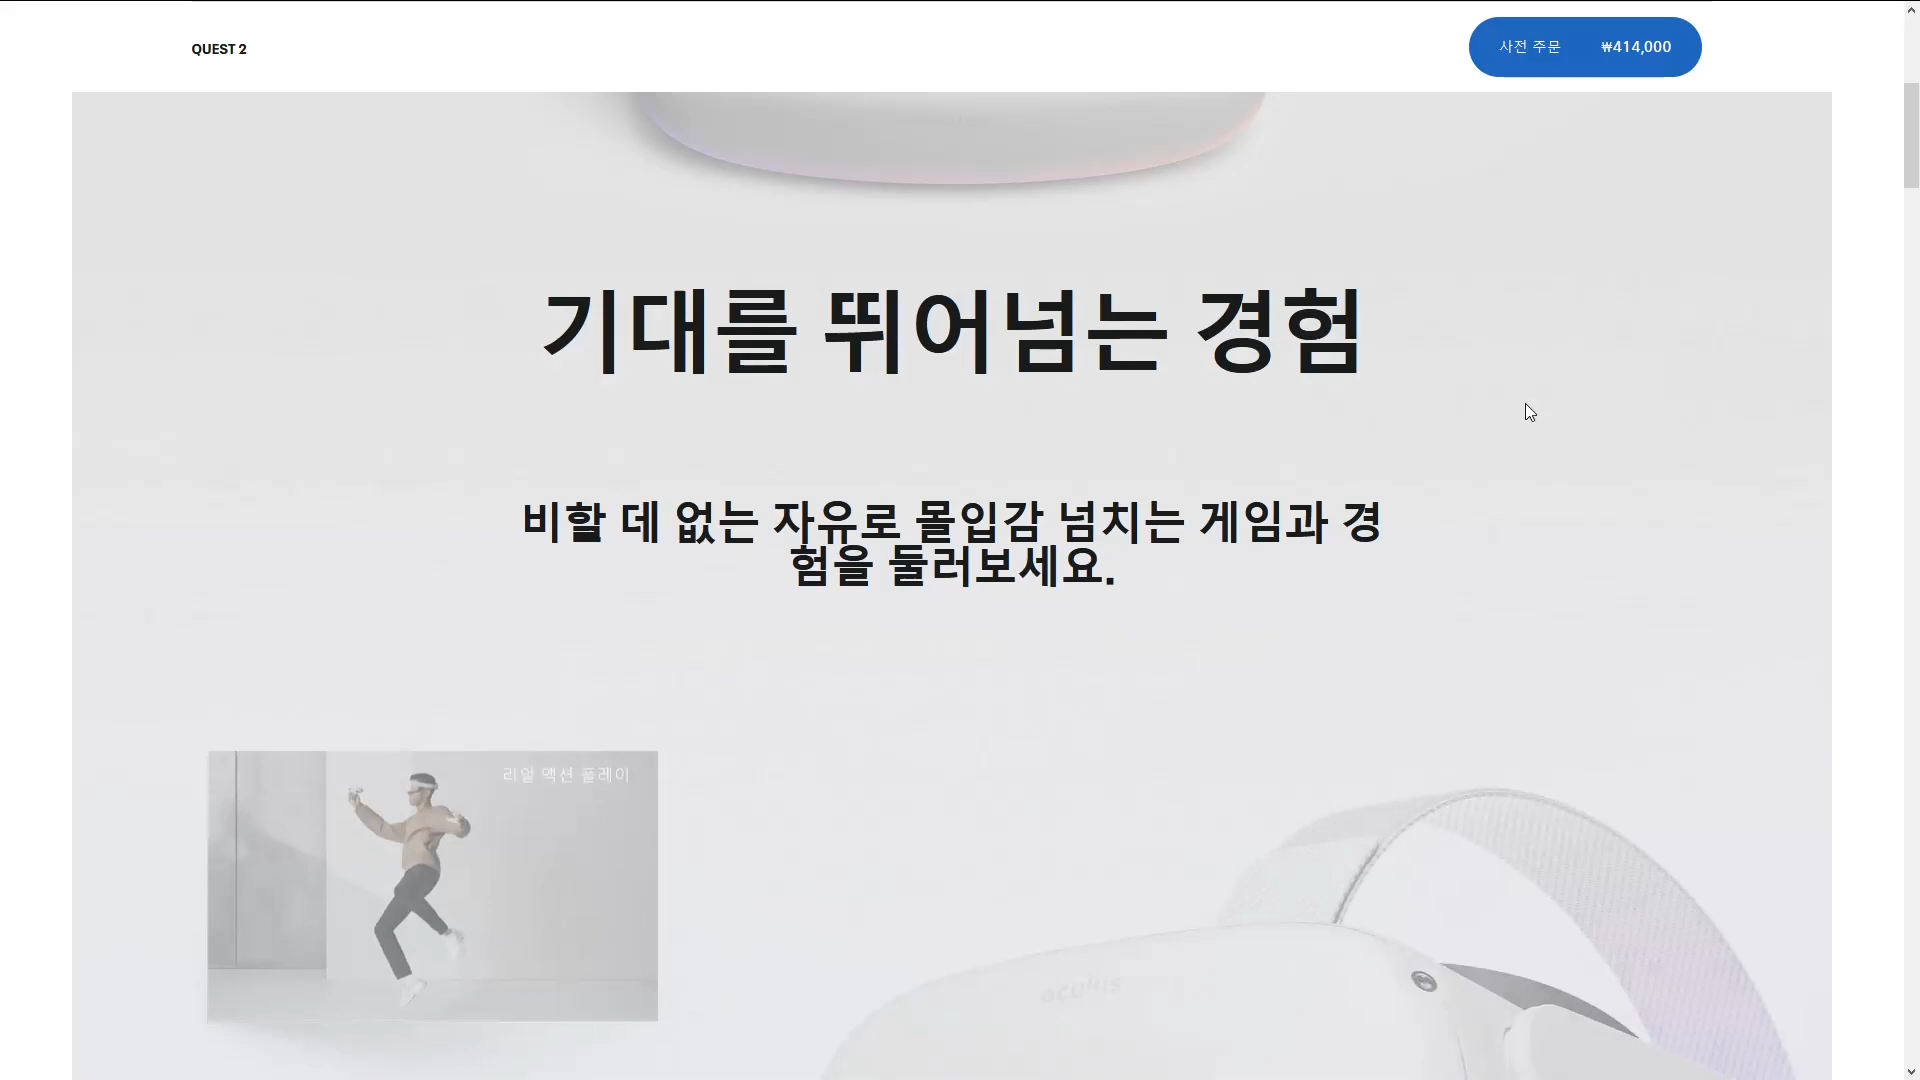 QUEST 2
사전 주문 ₩414,000
기대를 뛰어넘는 경험
비할 데 없는 자유로 몰입감 넘치는 게임과 경
험을 둘러보세요.
리얼 액션 플레이
oculus